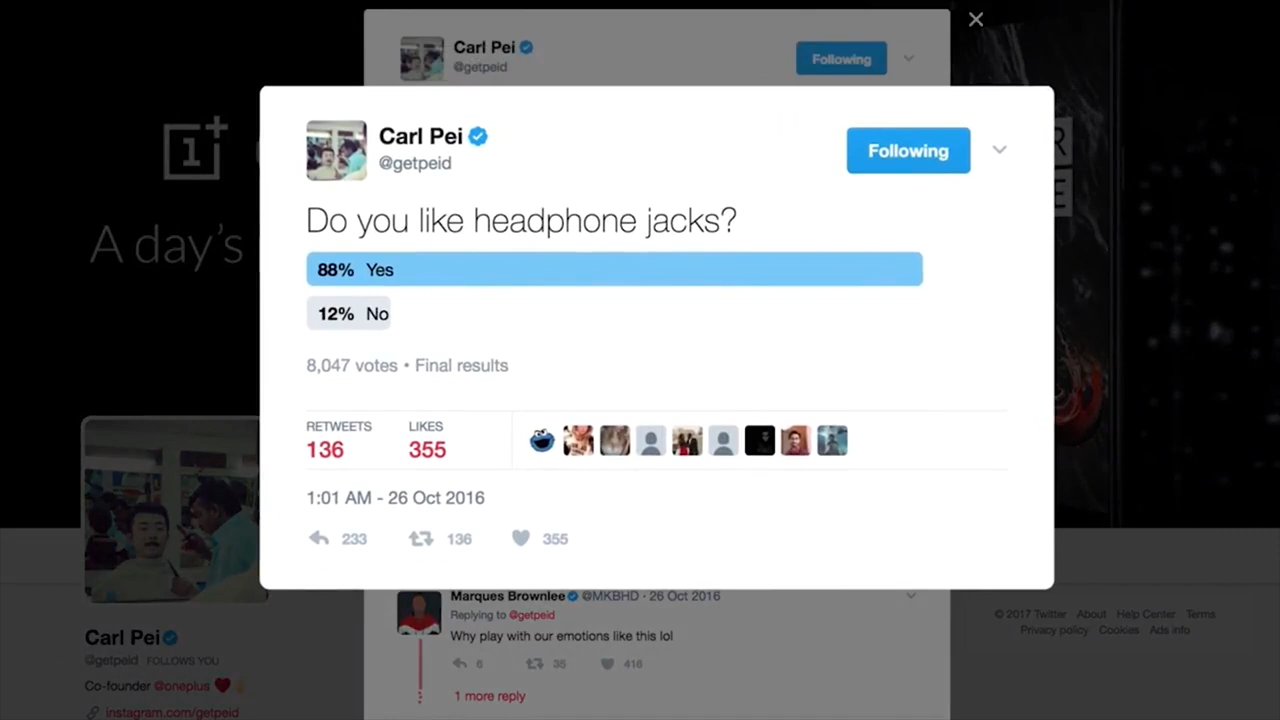 Carl Pei
@getpeid
Following
1
A day's
Carl Pei
@getpeid
Following
Do you like headphone jacks?
88% Yes
12% No
8,047 votes • Final results
RETWEETS
136
LIKES
355
1:01 AM - 26 Oct 2016
233
136
355
Marques Brownlee @MKBHD · 26 Oct 2016
Replying to @getpeid
Why play with our emotions like this lol
6
35
416
1 more reply
Carl Pei
@getpeid FOLLOWS YOU
Co-founder @oneplus
instagram.com/getpeid
© 2017 Twitter About Help Center Terms
Privacy policy Cookies Ads info